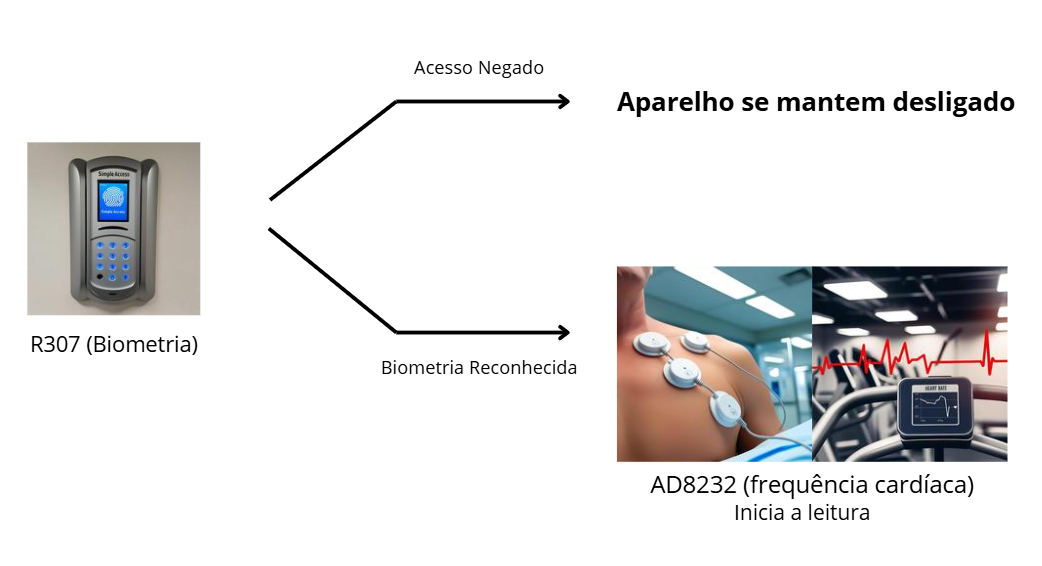 Acesso Negado
Aparelho se mantem desligado
Simple Access
Simple Access
R307 (Biometria)
Biometria Reconhecida
HEART RATE
AD8232 (frequência cardíaca)
Inicia a leitura